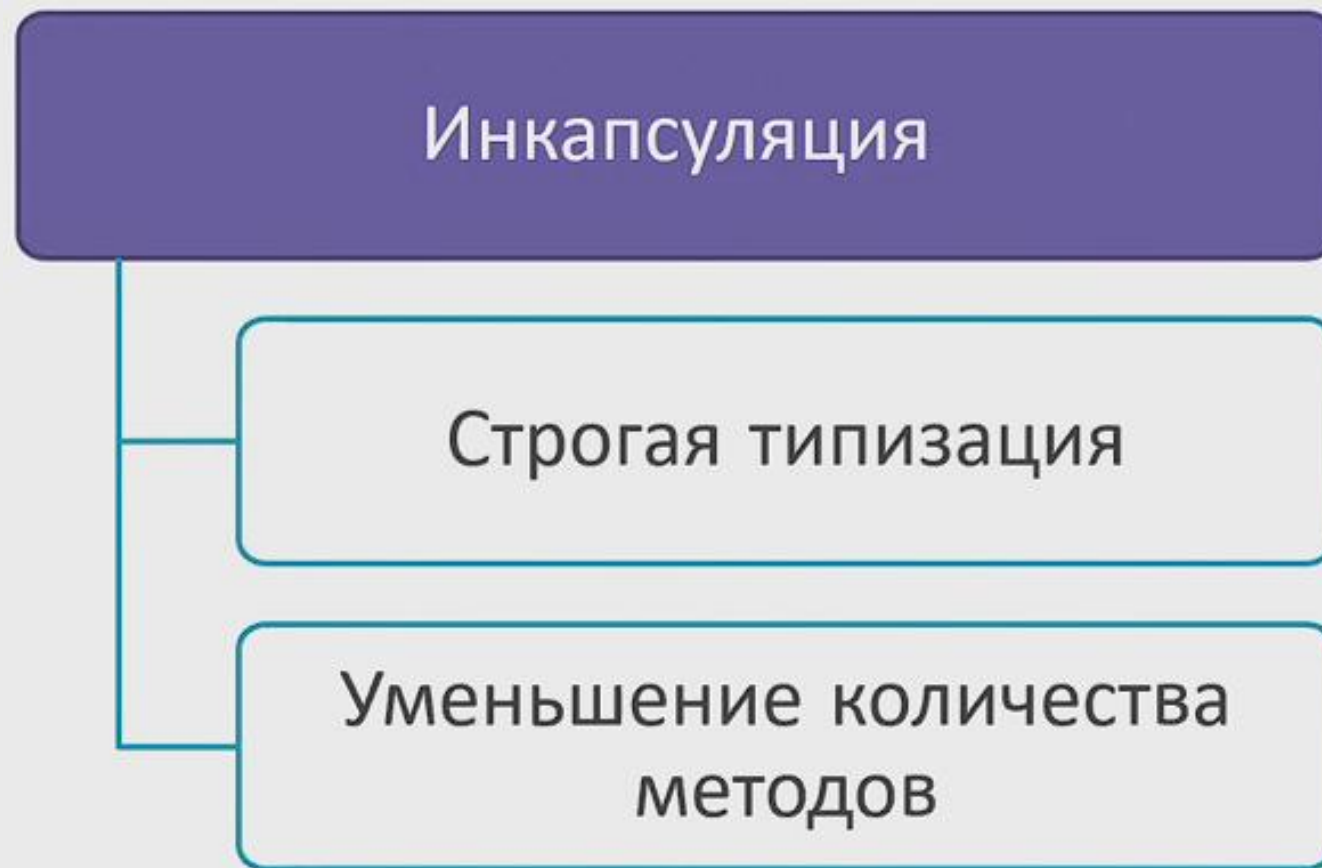 Инкапсуляция
Строгая типизация
Уменьшение количества
методов